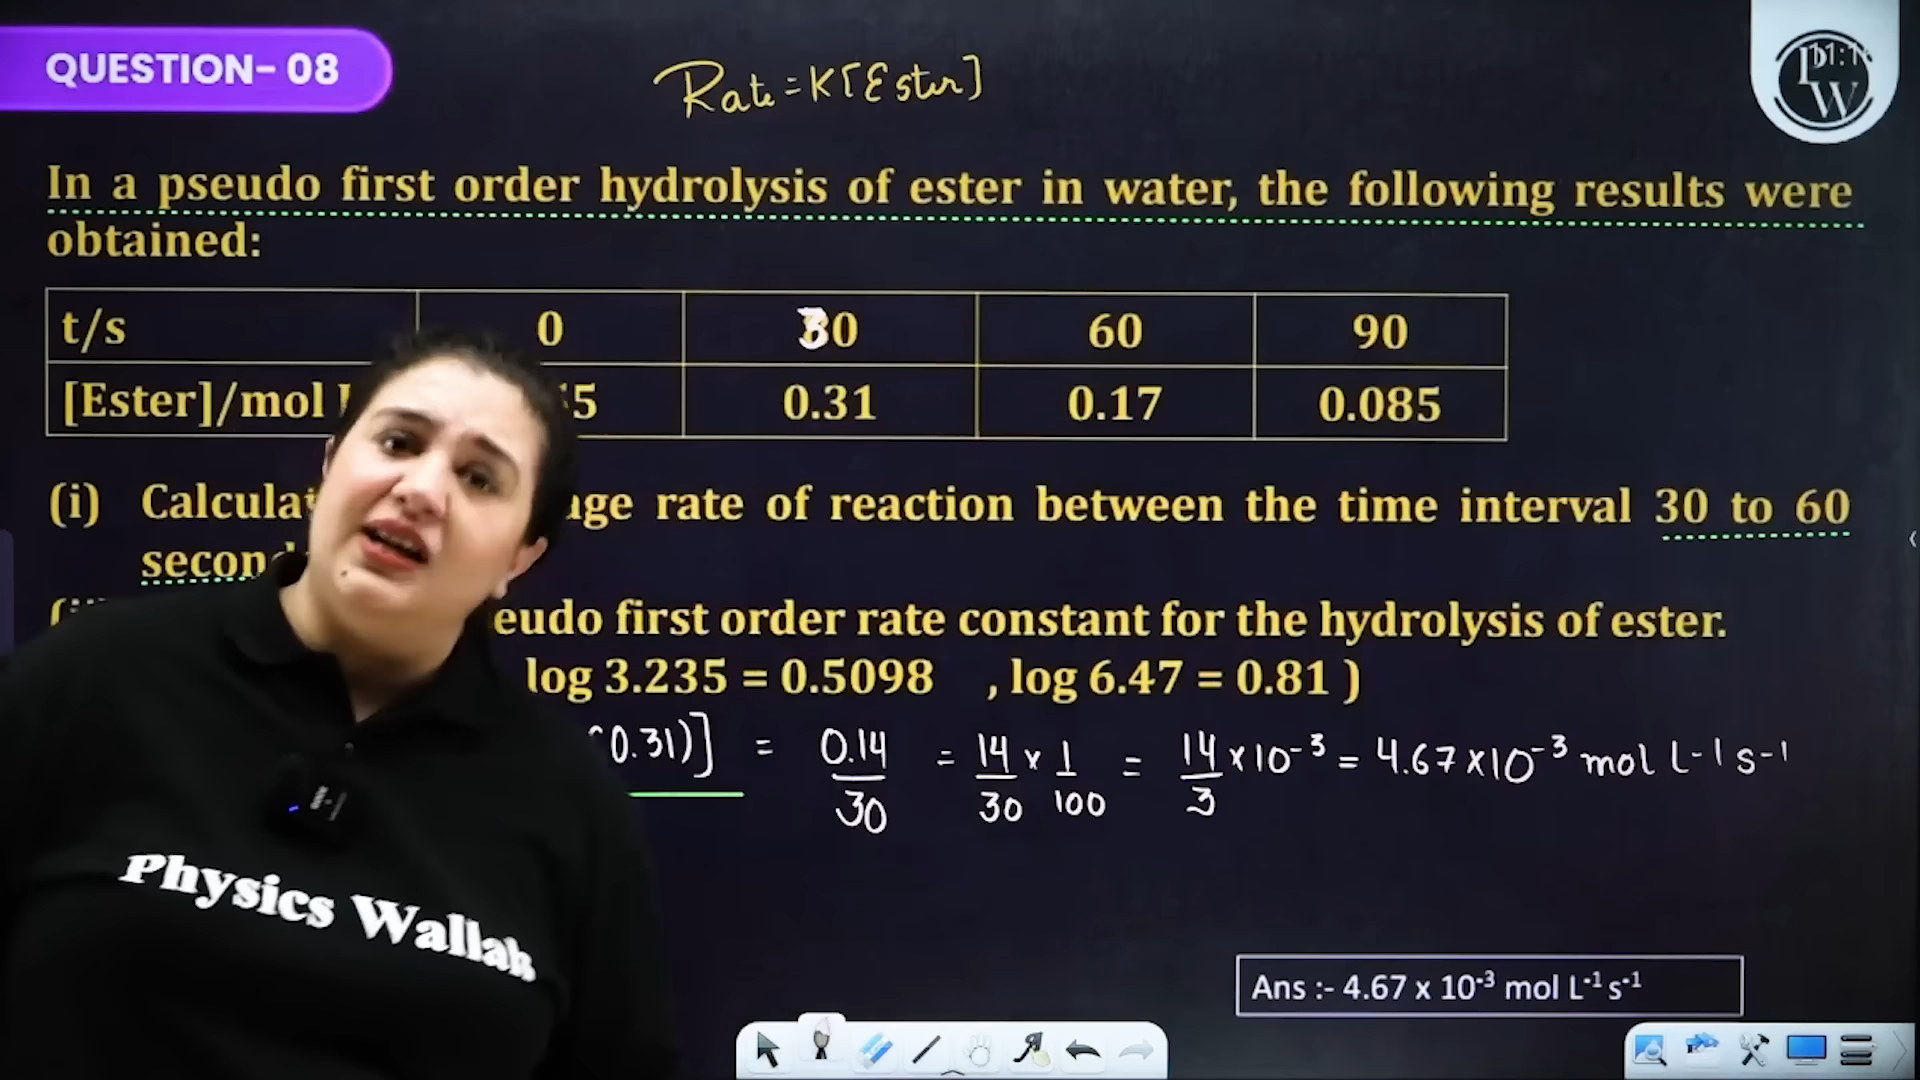 QUESTION- 08
Rate = K[Ester]
11:1
PW
In a pseudo first order hydrolysis of ester in water, the following results were
obtained:
t/s 0 30 60 90
[Ester]/mol 5 0.31 0.17 0.085
(i) rate of reaction between the time interval 30 to 60
first order rate constant for the hydrolysis of ester.
log 3.235 = 0.5098 , log 6.47 = 0.81 )
0.31)] = 0.14/30 = 14/30 × 1/100 = 14/3 × 10⁻³ = 4.67 × 10⁻³ mol L⁻¹ s⁻¹
Physics Wallah
Ans :- 4.67 x 10⁻³ mol L⁻¹ s⁻¹